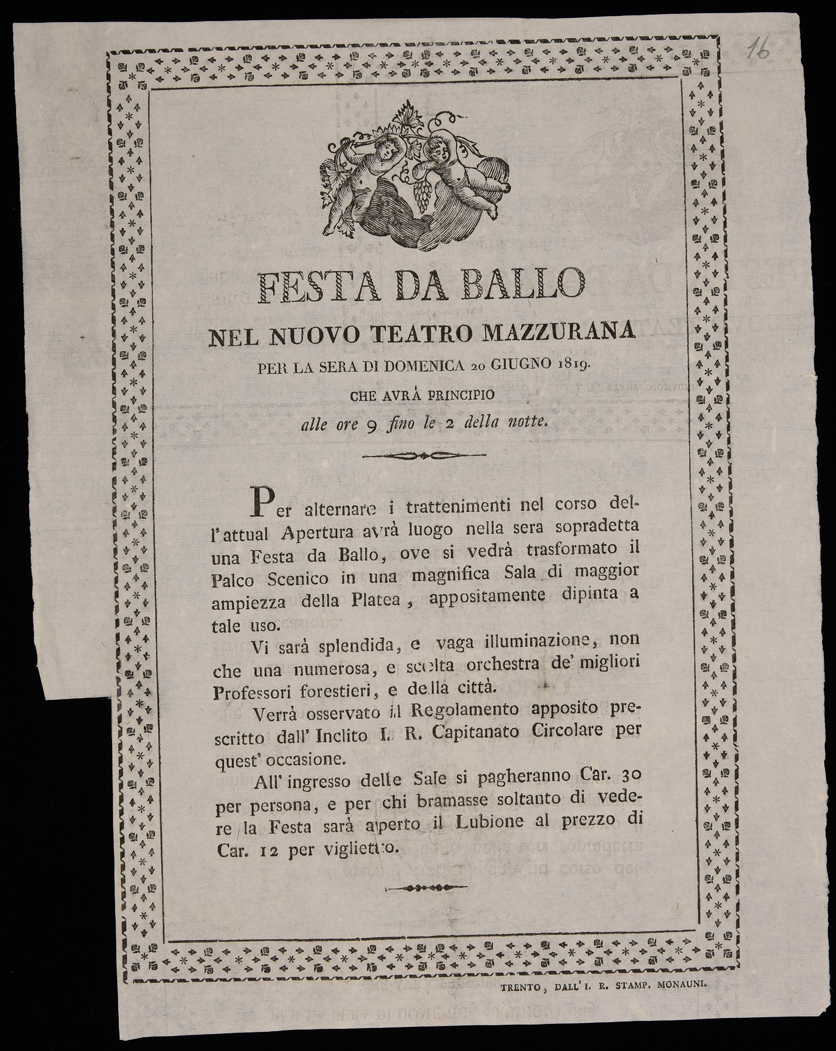 16
FESTA DA BALLO
NEL NUOVO TEATRO MAZZURANA
PER LA SERA DI DOMENICA 20 GIUGNO 1819.
CHE AVRÀ PRINCIPIO
alle ore 9 fino le 2 della notte.
Per alternare i trattenimenti nel corso del-
l'attual Apertura avrà luogo nella sera sopradetta
una Festa da Ballo, ove si vedrà trasformato il
Palco Scenico in una magnifica Sala di maggior
ampiezza della Platea, appositamente dipinta a
tale uso.
Vi sarà splendida, e vaga illuminazione, non
che una numerosa, e scelta orchestra de' migliori
Professori forestieri, e della città.
Verrà osservato il Regolamento apposito pre-
scritto dall' Inclito I. R. Capitanato Circolare per
quest' occasione.
All' ingresso delle Sale si pagheranno Car. 30
per persona, e per chi bramasse soltanto di vede-
re la Festa sarà aperto il Lubione al prezzo di
Car. 12 per viglietto.
TRENTO, DALL' I. R. STAMP. MONAUNI.